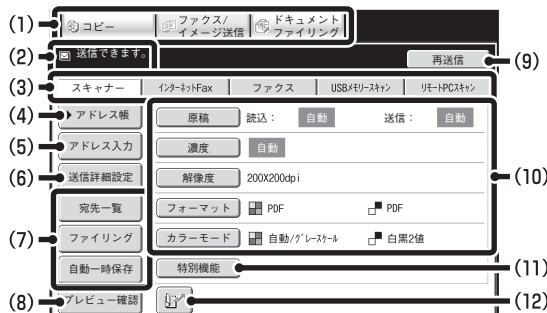 (1) コピー ファクス/イメージ送信 ドキュメントファイリング
(2) 送信できます。 再送信 (9)
(3) スキャナー インターネットFax ファクス USBメモリースキャン リモートPCスキャン
(4) アドレス帳 原稿 読込： 自動 送信： 自動
(5) アドレス入力 濃度 自動
(6) 送信詳細設定 解像度 200X200dpi (10)
宛先一覧 フォーマット PDF PDF
(7) ファイリング カラーモード 自動/グレースケール 白黒2値
自動一時保存 特別機能 (11)
(8) プレビュー確認 (12)